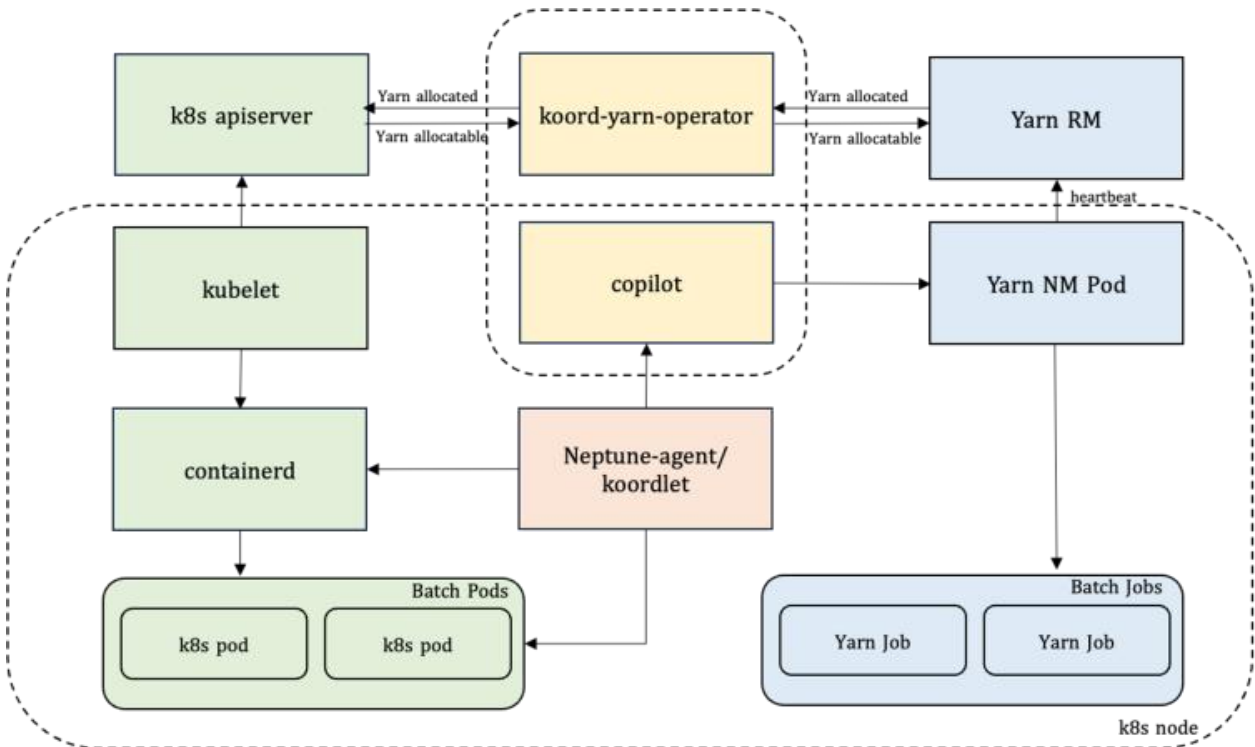 k8s apiserver
Yarn allocated
Yarn allocatable
koord-yarn-operator
Yarn allocated
Yarn allocatable
Yarn RM
heartbeat
kubelet
copilot
Yarn NM Pod
containerd
Neptune-agent/
koordlet
Batch Pods
k8s pod
k8s pod
Batch Jobs
Yarn Job
Yarn Job
k8s node